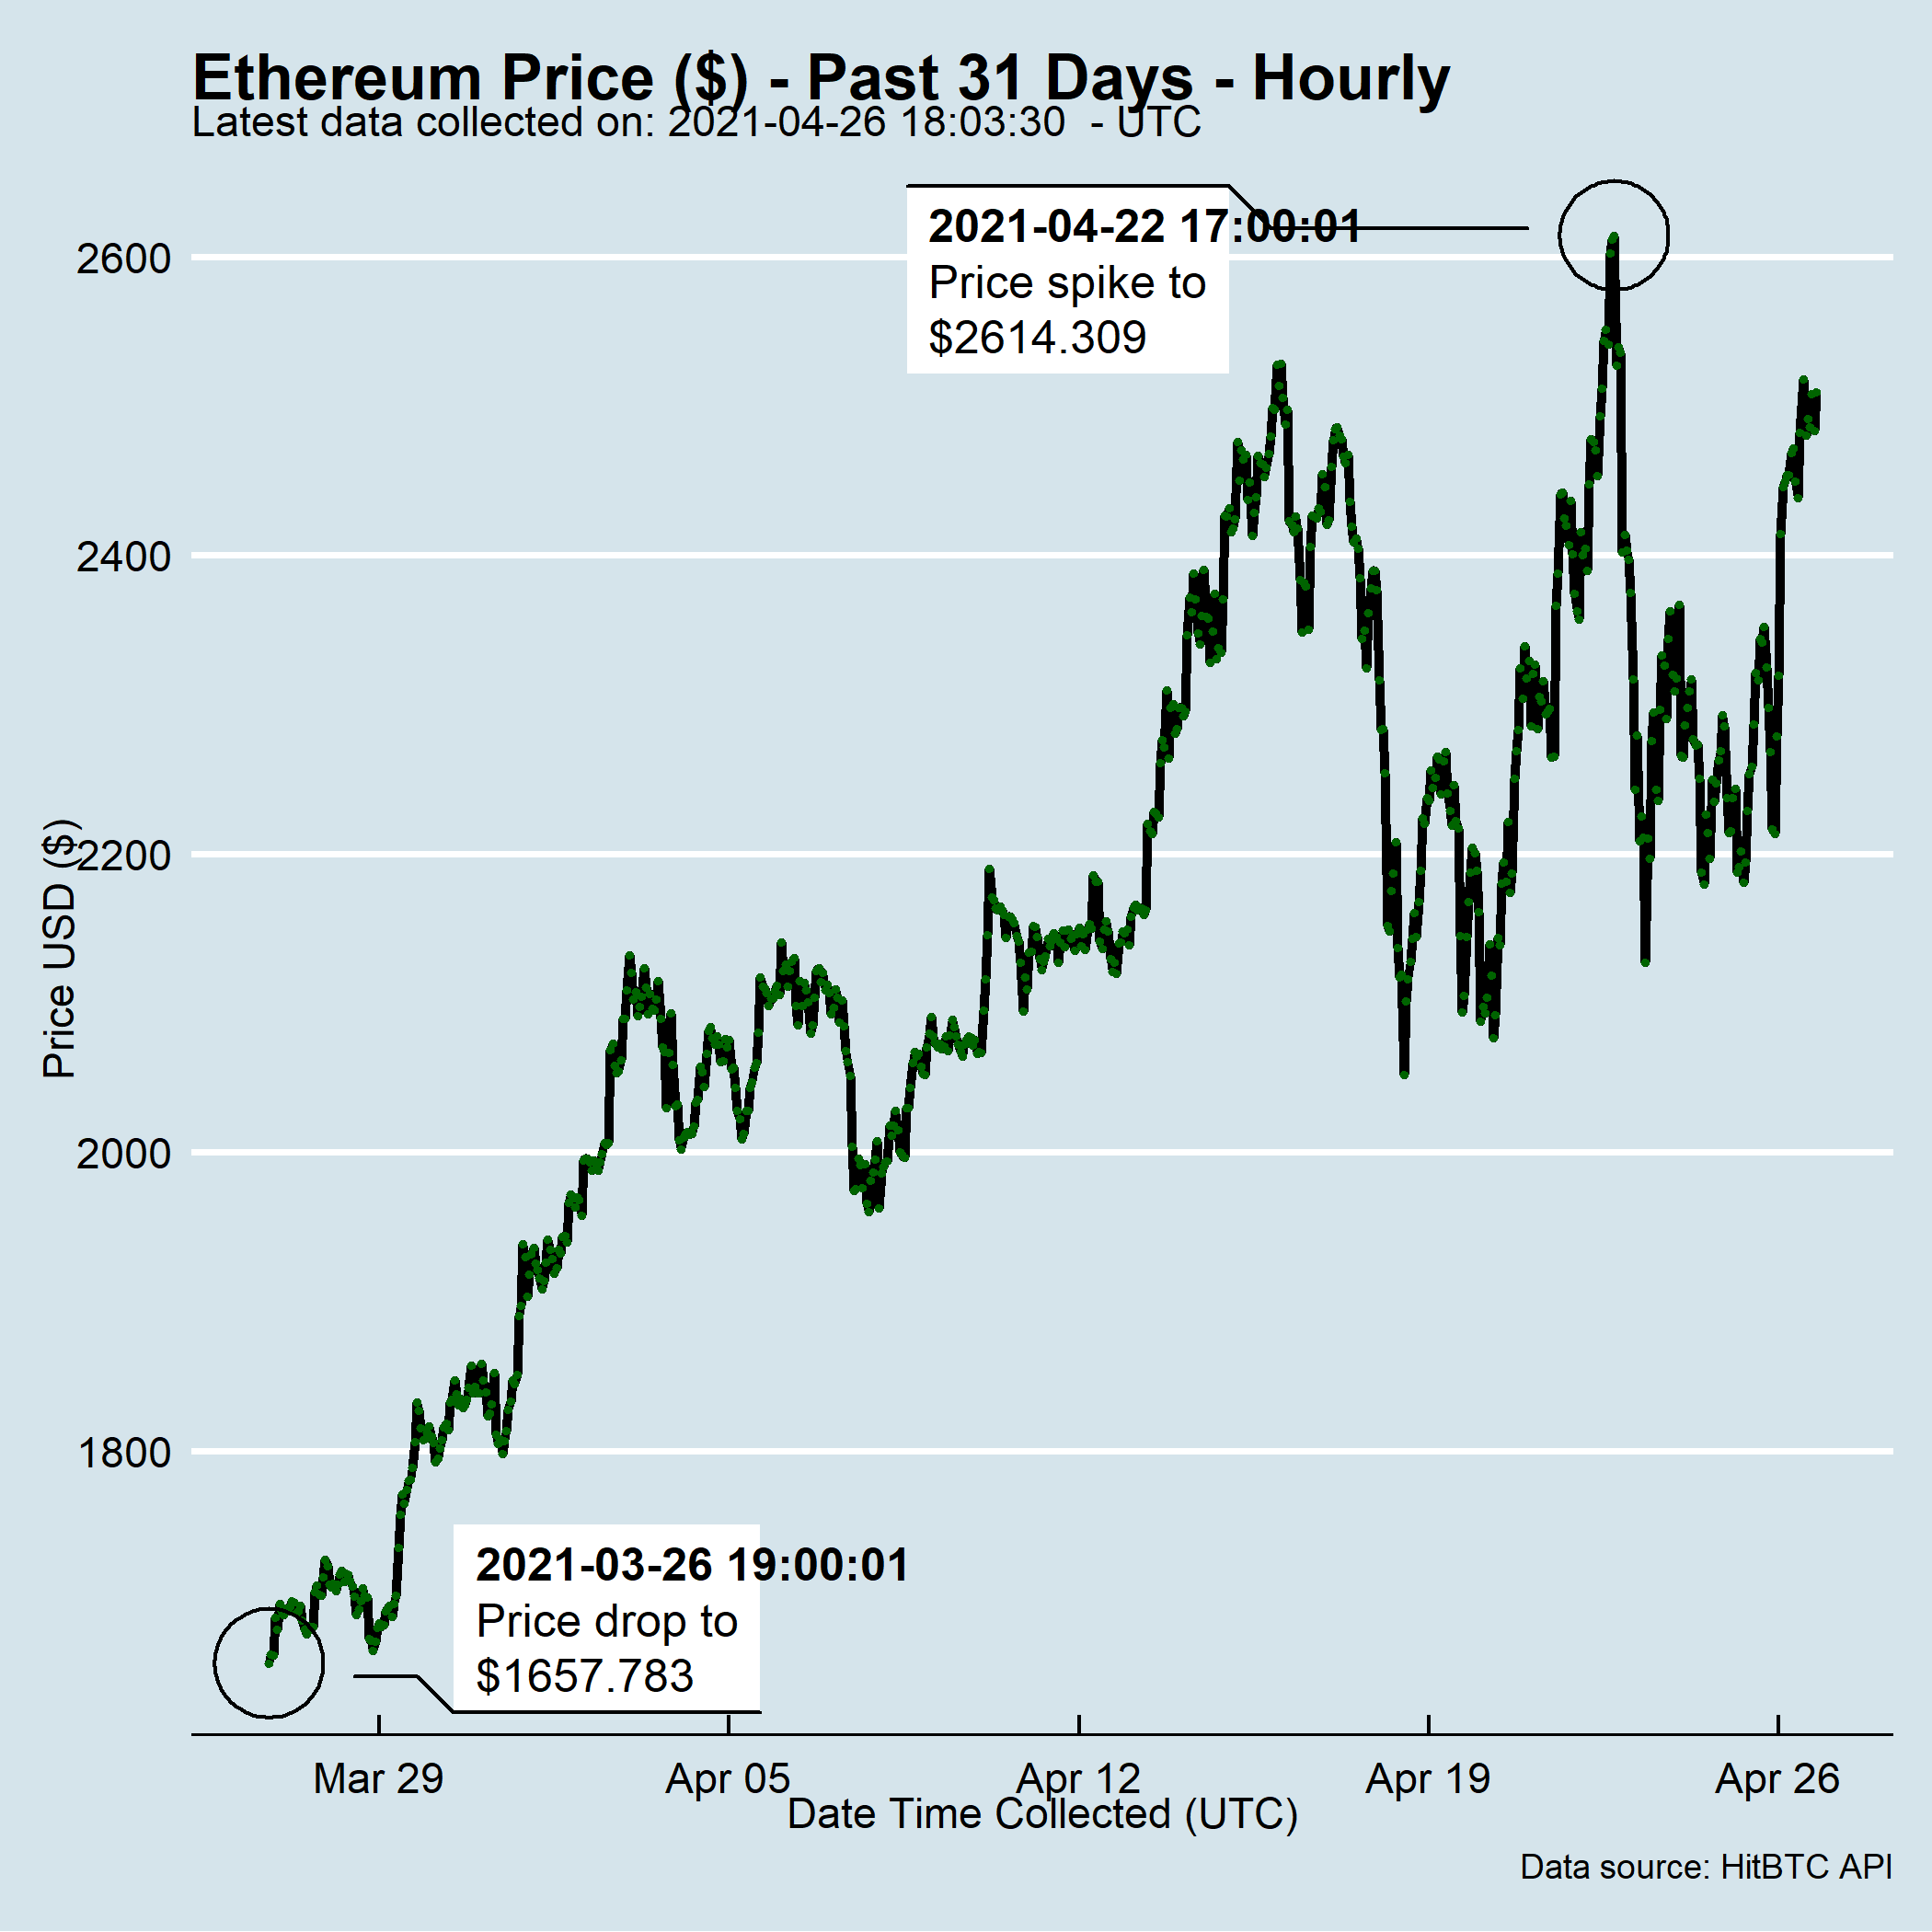 Ethereum Price ($) - Past 31 Days - Hourly
Latest data collected on: 2021-04-26 18:03:30  - UTC
2021-04-22 17:00:01
Price spike to
$2614.309
2600
2400
2200
2000
1800
Price USD ($)
2021-03-26 19:00:01
Price drop to
$1657.783
Mar 29
Apr 05
Apr 12
Apr 19
Apr 26
Date Time Collected (UTC)
Data source: HitBTC API